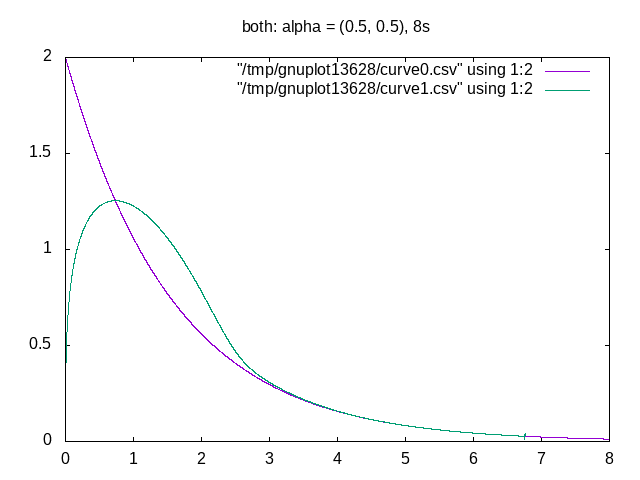 both: alpha = (0.5, 0.5), 8s
"/tmp/gnuplot13628/curve0.csv" using 1:2
"/tmp/gnuplot13628/curve1.csv" using 1:2
2
1.5
1
0.5
0
0 1 2 3 4 5 6 7 8